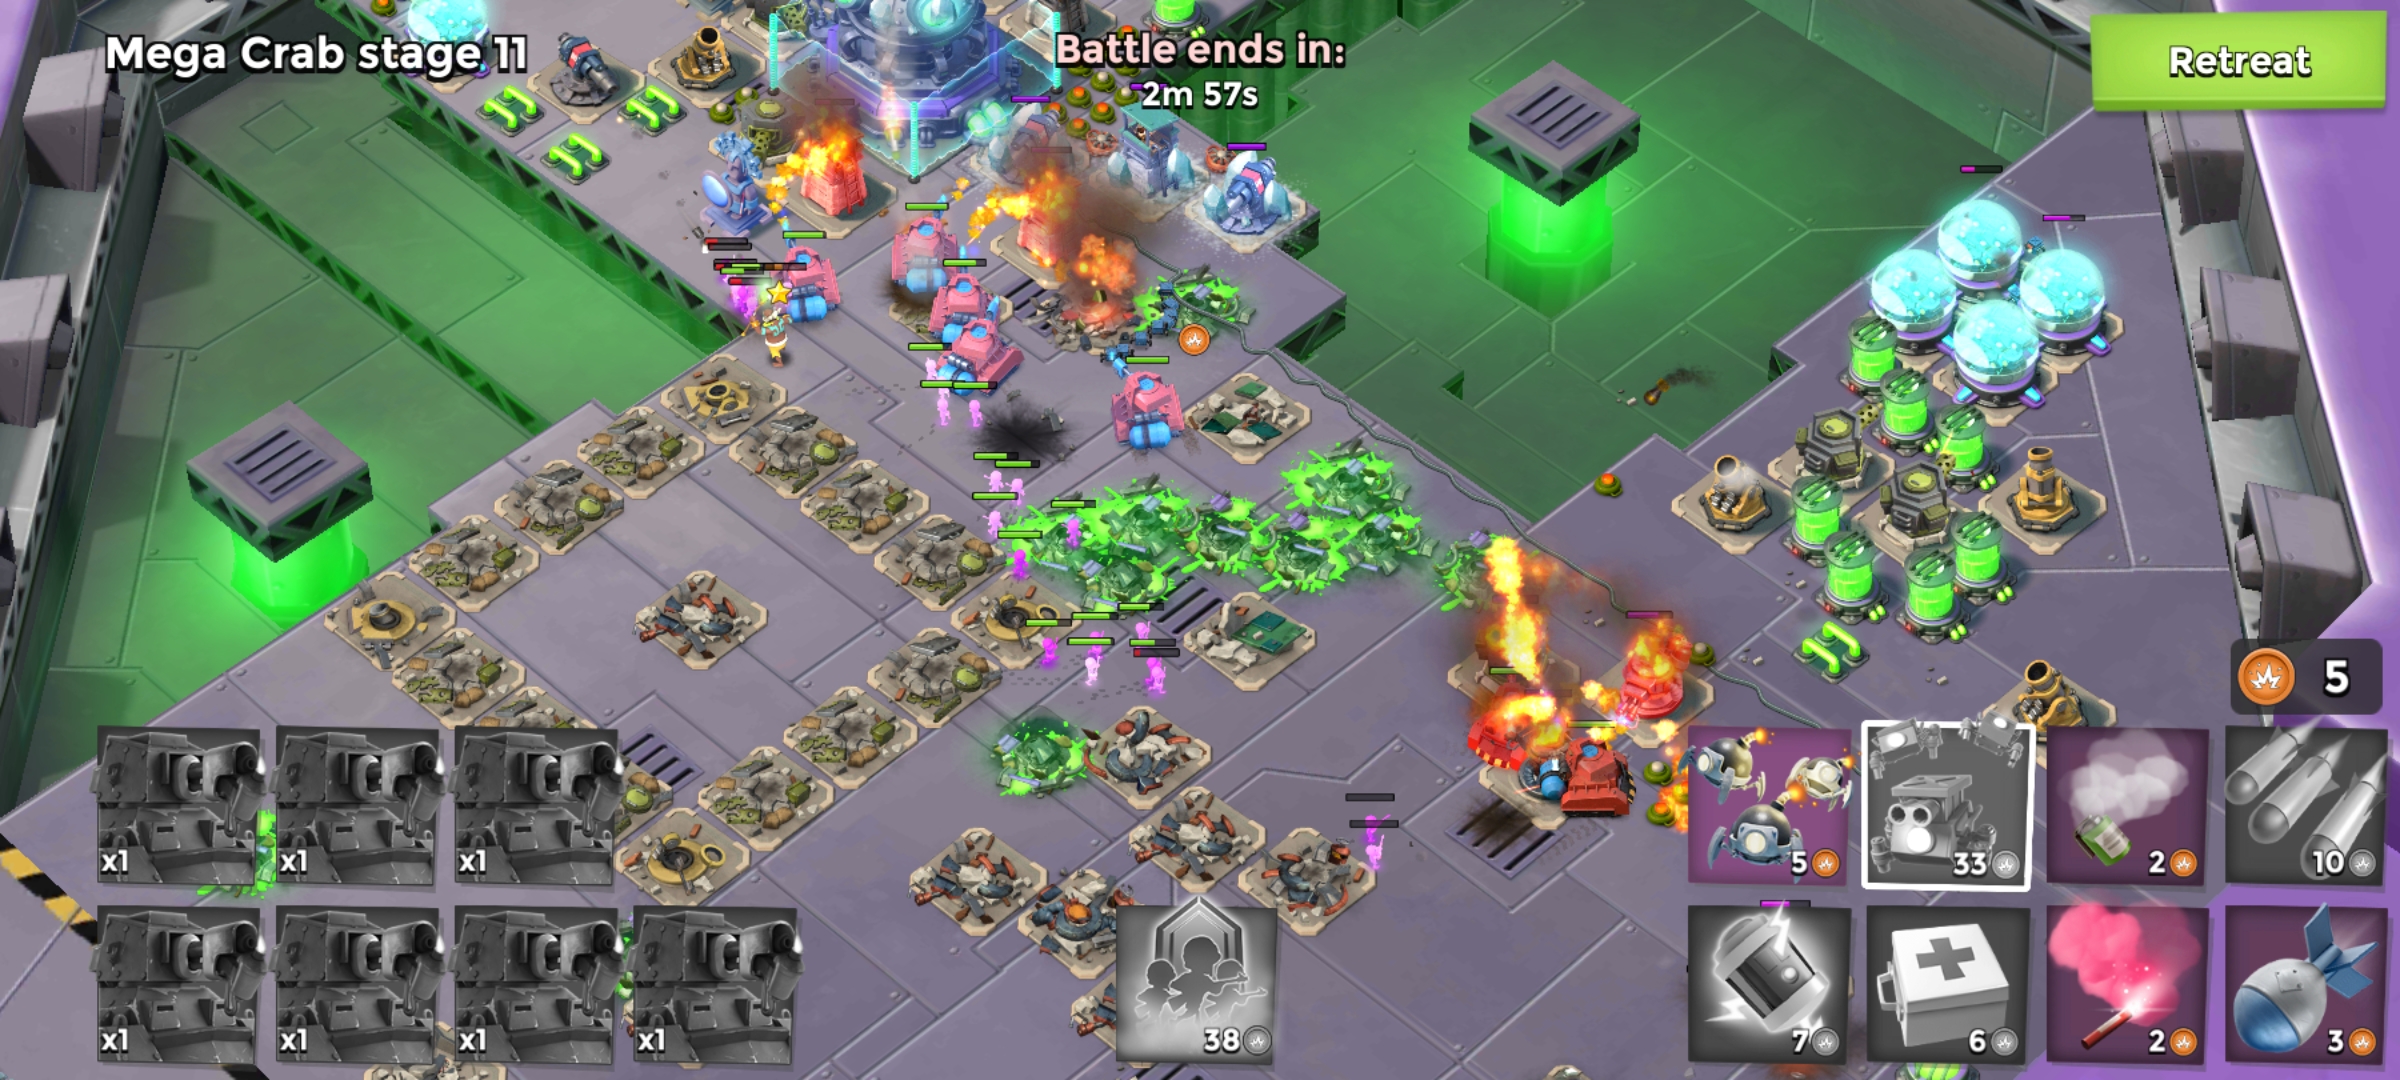 Mega Crab stage 11
Battle ends in:
2m 57s
Retreat
5
x1
x1
x1
5
33
2
10
x1
x1
x1
x1
38
7
6
2
3